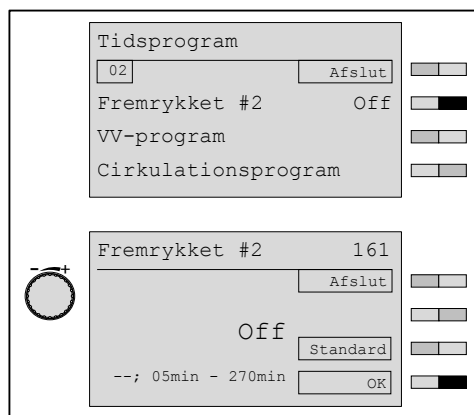 Tidsprogram
02 Afslut
Fremrykket #2 Off
VV-program
Cirkulationsprogram
Fremrykket #2 161
Afslut
- +
Off
Standard
--; 05min - 270min OK